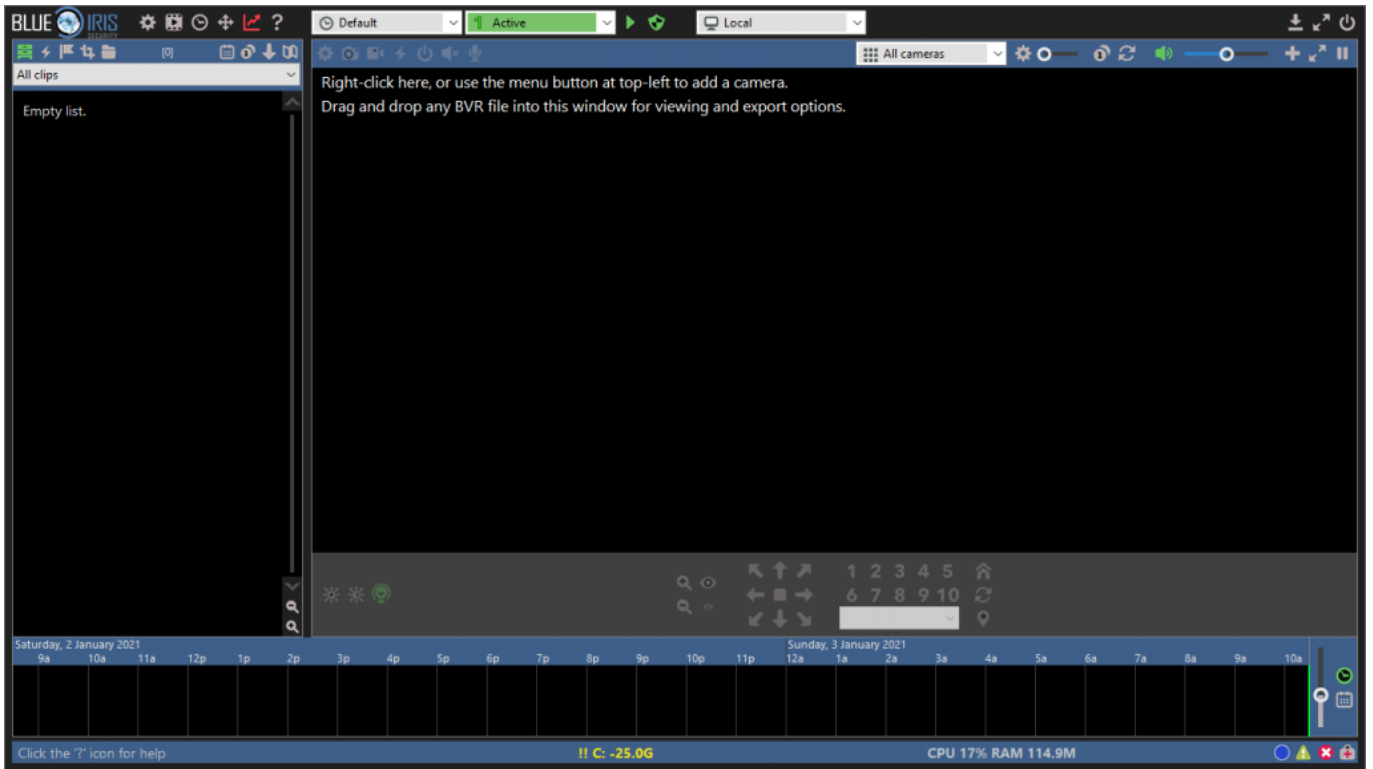 BLUE IRIS
SECURITY
?
Default
1 Active
Local
[0]
All cameras
All clips
Empty list.
Right-click here, or use the menu button at top-left to add a camera.
Drag and drop any BVR file into this window for viewing and export options.
1 2 3 4 5
6 7 8 9 10
Saturday, 2 January 2021
Sunday, 3 January 2021
9a 10a 11a 12p 1p 2p 3p 4p 5p 6p 7p 8p 9p 10p 11p 12a 1a 2a 3a 4a 5a 6a 7a 8a 9a 10a
Click the '?' icon for help
!! C: -25.0G
CPU 17% RAM 114.9M